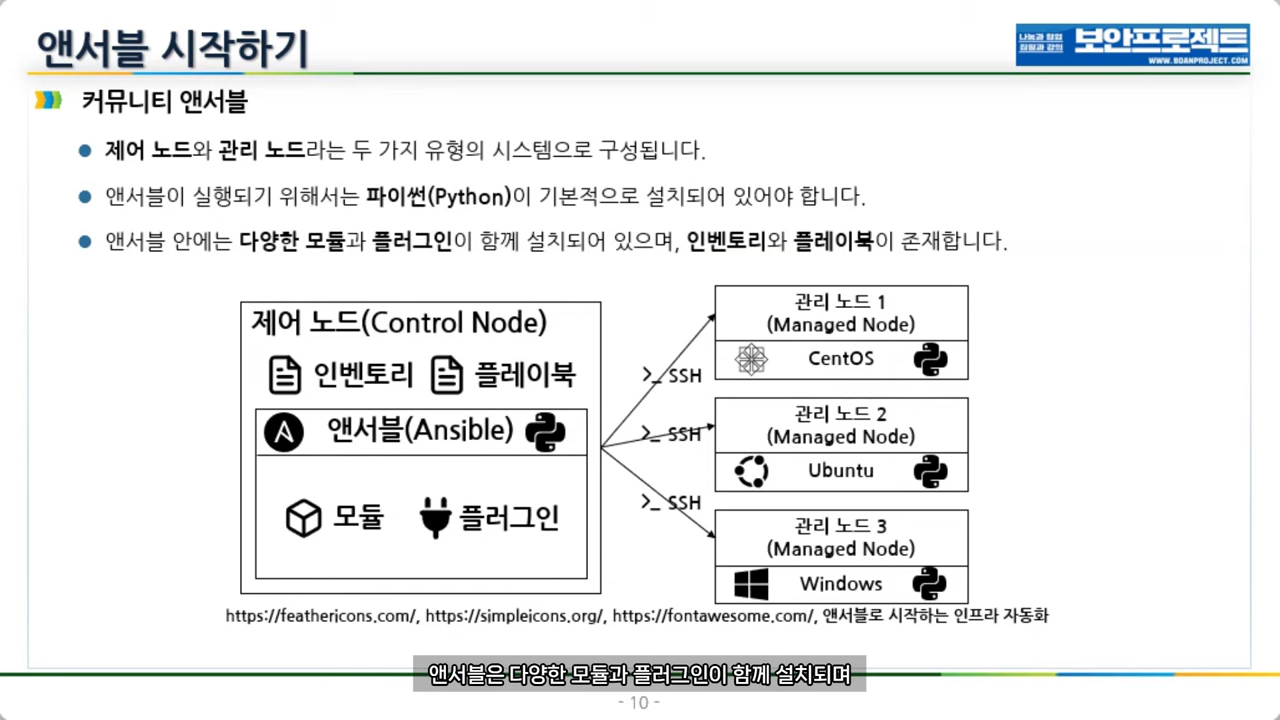 앤서블 시작하기
나눔과 협업
집필과 강의
보안프로젝트
WWW.BOANPROJECT.COM
커뮤니티 앤서블
제어 노드와 관리 노드라는 두 가지 유형의 시스템으로 구성됩니다.
앤서블이 실행되기 위해서는 파이썬(Python)이 기본적으로 설치되어 있어야 합니다.
앤서블 안에는 다양한 모듈과 플러그인이 함께 설치되어 있으며, 인벤토리와 플레이북이 존재합니다.
제어 노드(Control Node)
인벤토리 플레이북
앤서블(Ansible)
모듈 플러그인
>_ SSH
>_ SSH
>_ SSH
관리 노드 1
(Managed Node)
CentOS
관리 노드 2
(Managed Node)
Ubuntu
관리 노드 3
(Managed Node)
Windows
https://feathericons.com/, https://simpleicons.org/, https://fontawesome.com/, 앤서블로 시작하는 인프라 자동화
앤서블은 다양한 모듈과 플러그인이 함께 설치되며
- 10 -